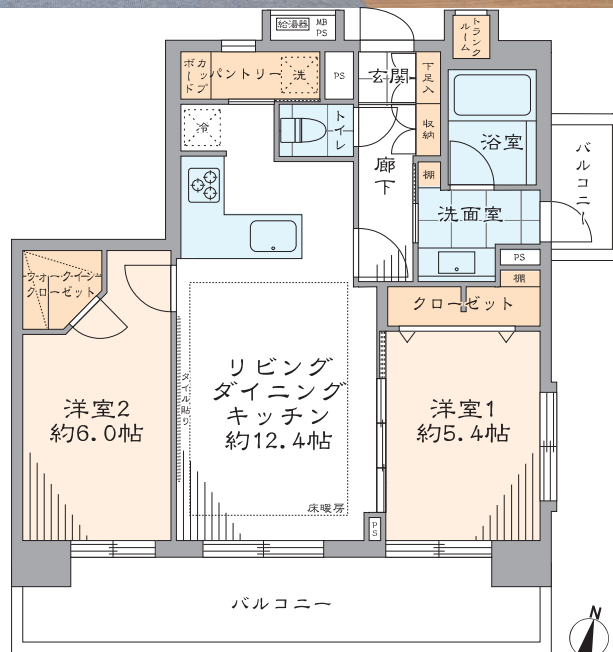 給湯器
MB
PS
トランク
ルーム
カップ
ボード
パントリー
洗
PS
玄関
下足入
冷
トイレ
収納
浴室
バルコニー
廊下
棚
洗面室
PS
棚
ウォークイン
クローゼット
クローゼット
タイル貼り
リビング
ダイニング
キッチン
約12.4帖
洋室2
約6.0帖
洋室1
約5.4帖
床暖房
PS
バルコニー
N